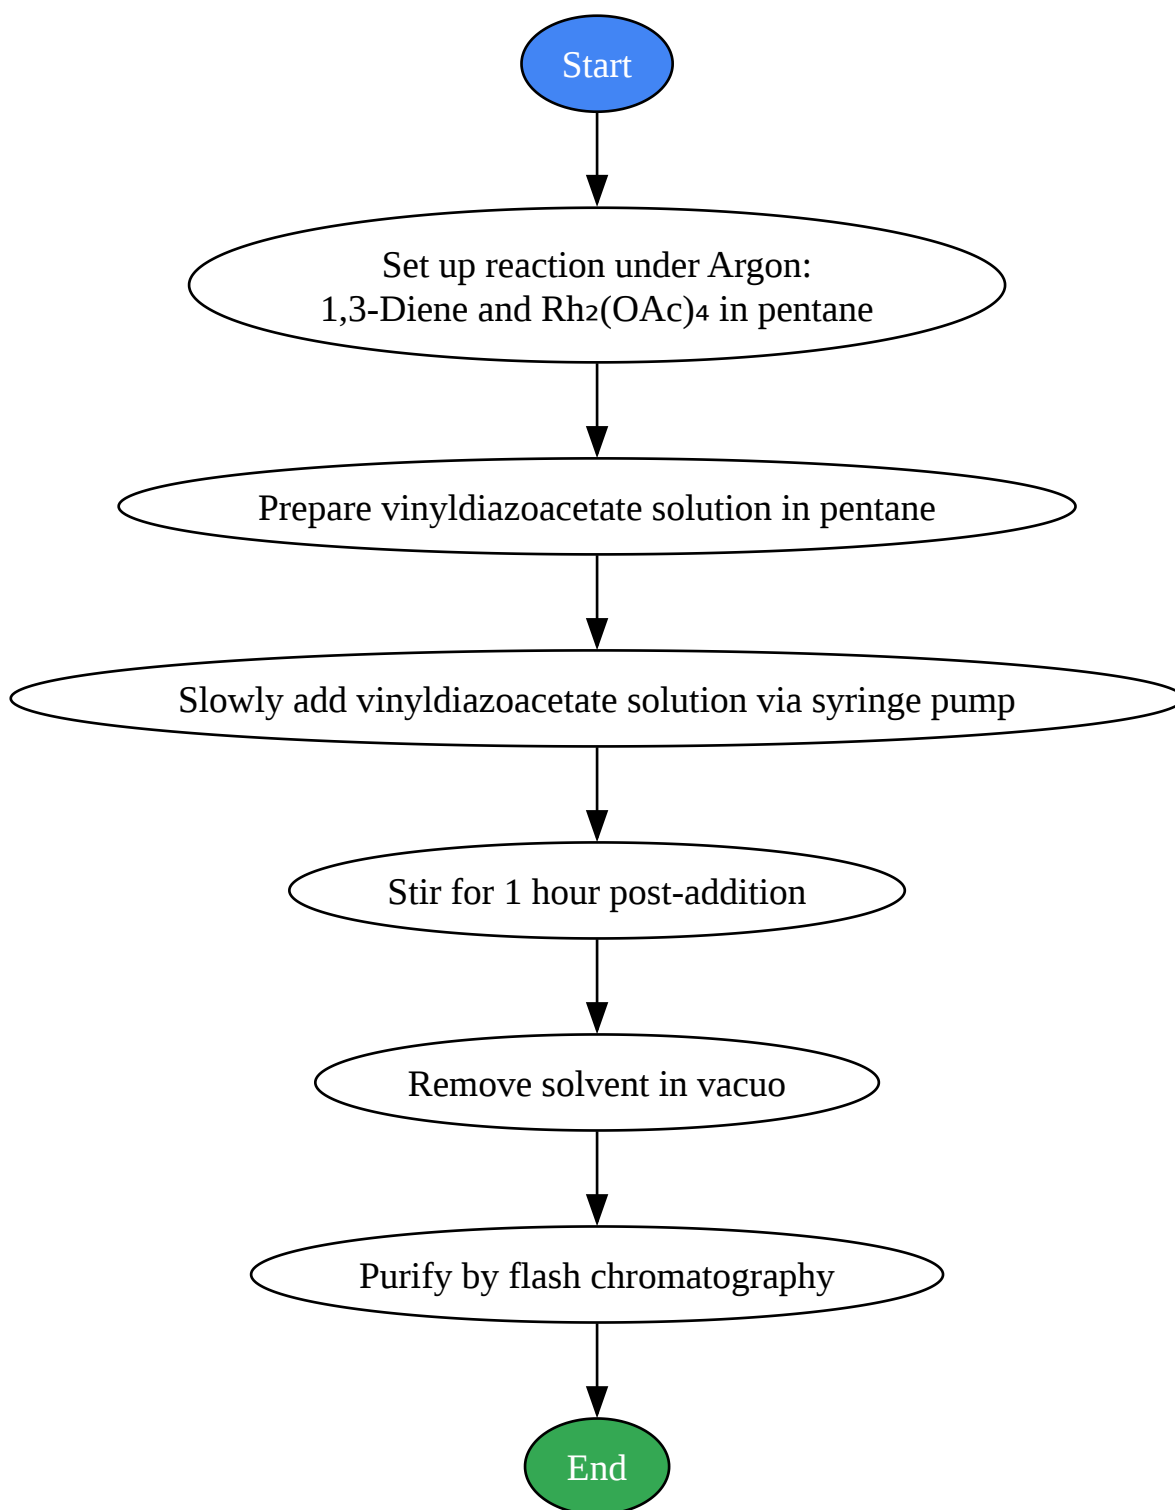 Start
Set up reaction under Argon:
1,3-Diene and Rh₂(OAc)₄ in pentane
Prepare vinyldiazoacetate solution in pentane
Slowly add vinyldiazoacetate solution via syringe pump
Stir for 1 hour post-addition
Remove solvent in vacuo
Purify by flash chromatography
End